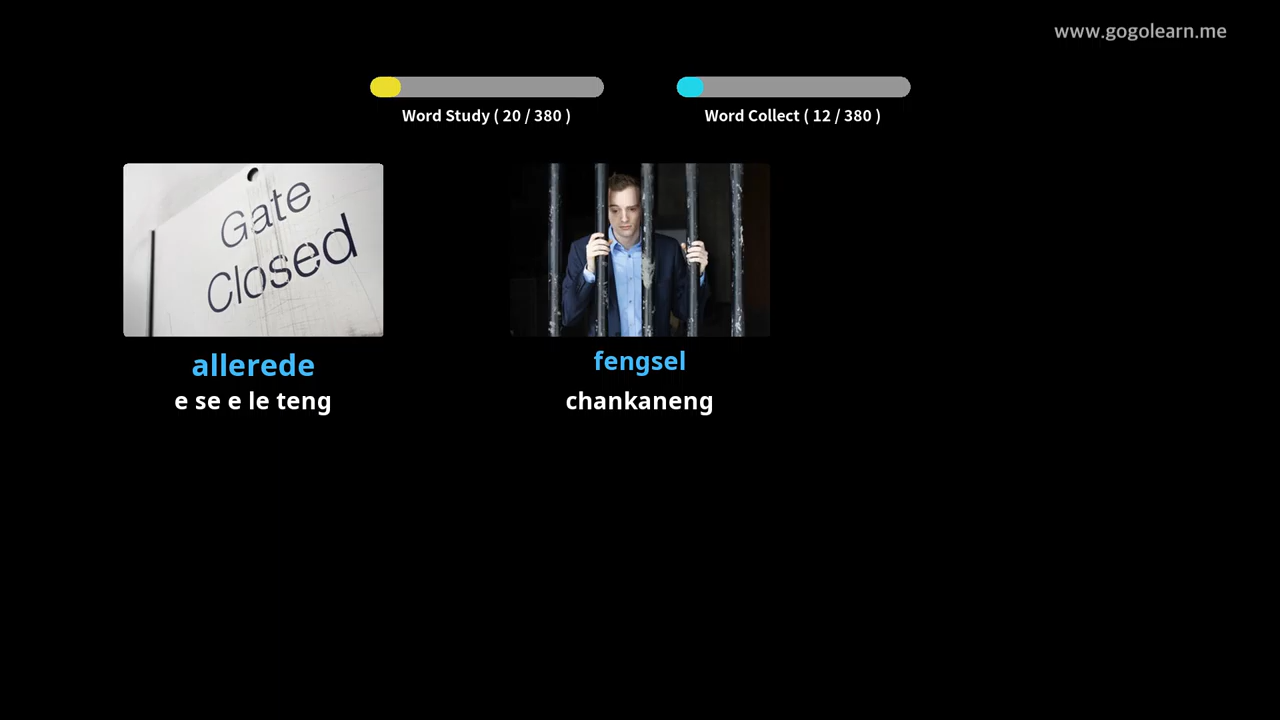 www.gogolearn.me
Word Study ( 20 / 380 )
Word Collect ( 12 / 380 )
Gate
Closed
allerede
e se e le teng
fengsel
chankaneng